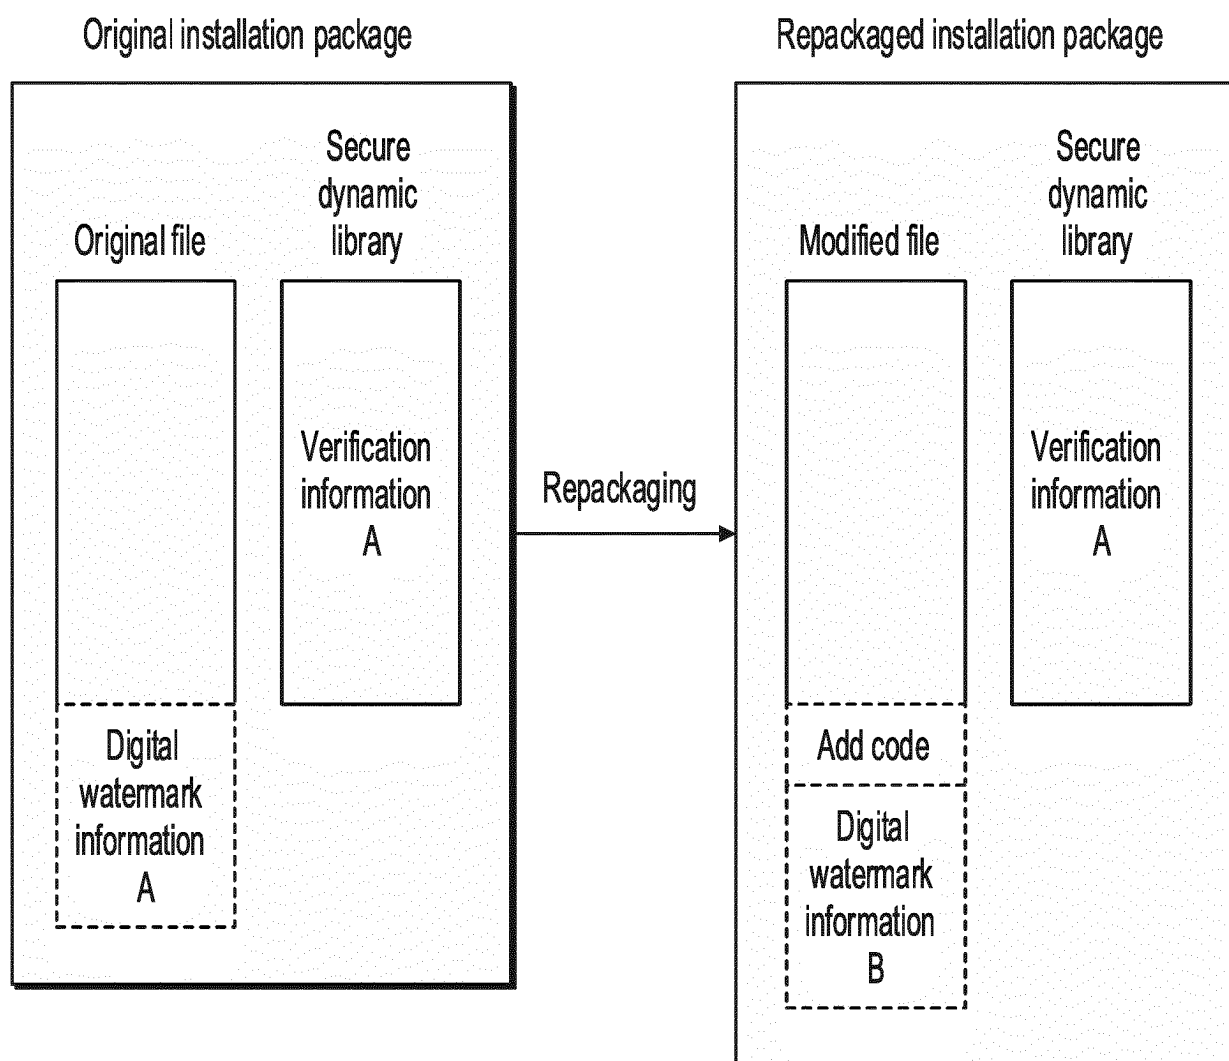 Original installation package
Secure
dynamic
library
Original file
Verification
information
A
Digital
watermark
information
A
Repackaging
Repackaged installation package
Secure
dynamic
library
Modified file
Verification
information
A
Add code
Digital
watermark
information
B